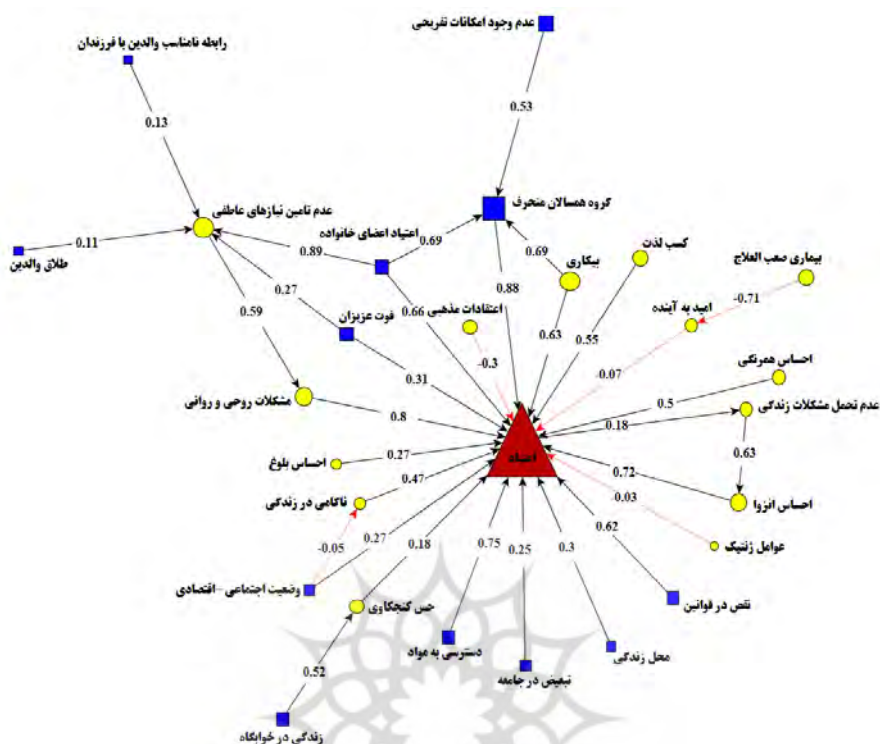 عدم وجود امکانات تفریحی
رابطه نامناسب والدین با فرزندان
0.53
0.13
گروه همسالان منحرف
عدم تامین نیازهای عاطفی
اعتیاد اعضای خانواده
0.69
0.69
کسب لذت
بیماری صعب العلاج
0.11
طلاق والدین
0.89
بیکاری
0.88
-0.71
امید به آینده
0.27
0.66
اعتقادات مذهبی
0.59
فوت عزیزان
0.63
0.55
-0.3
-0.07
احساس همرنگی
0.31
0.5
مشکلات روحی و روانی
عدم تحمل مشکلات زندگی
0.8
0.18
اعتیاد
0.63
احساس بلوغ
0.27
0.47
0.72
ناکامی در زندگی
احساس انزوا
-0.03
0.62
عوامل ژنتیک
-0.05
0.27
0.18
0.75
0.25
0.3
وضعیت اجتماعی -اقتصادی
نقص در قوانین
حس کنجکاوی
دسترسی به مواد
محل زندگی
تبعیض در جامعه
0.52
زندگی در خوابگاه